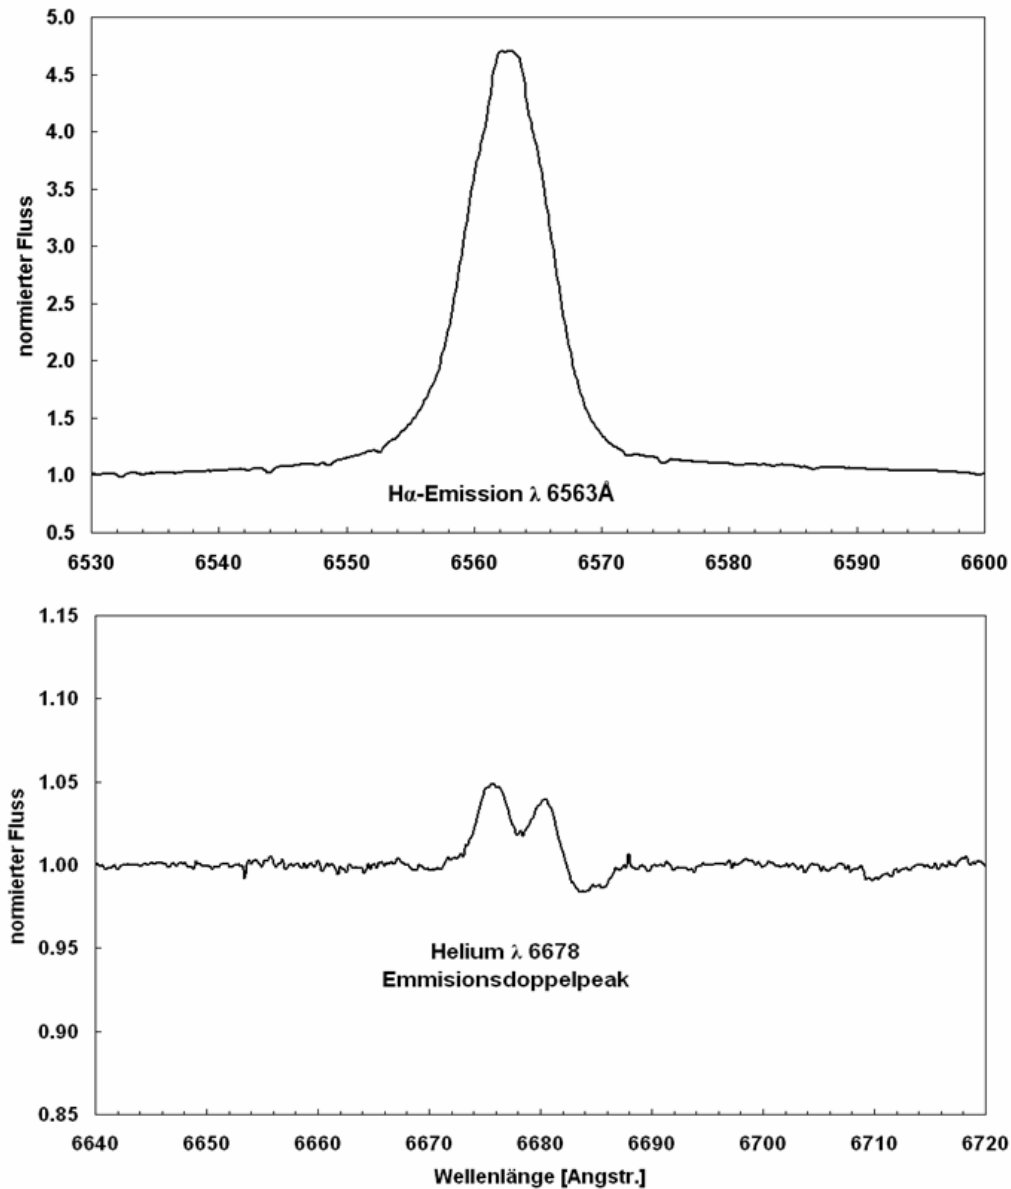 5.0
4.5
4.0
3.5
3.0
2.5
2.0
1.5
1.0
0.5
normierter Fluss
Hα-Emission λ 6563Å
6530 6540 6550 6560 6570 6580 6590 6600
1.15
1.10
1.05
1.00
0.95
0.90
0.85
normierter Fluss
Helium λ 6678
Emmisionsdoppelpeak
6640 6650 6660 6670 6680 6690 6700 6710 6720
Wellenlänge [Angstr.]